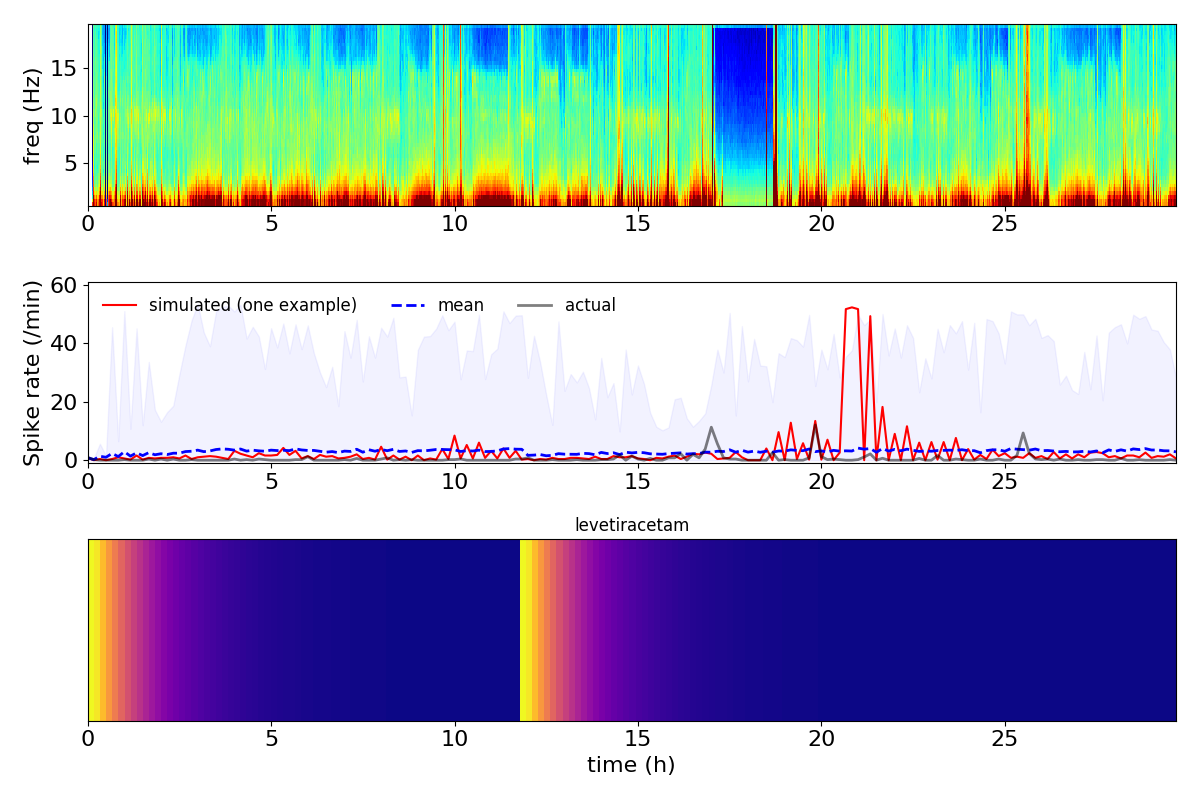 freq (Hz)
15
10
5
0 5 10 15 20 25
Spike rate (/min)
60
40
20
0
simulated (one example) mean actual
0 5 10 15 20 25
levetiracetam
0 5 10 15 20 25
time (h)